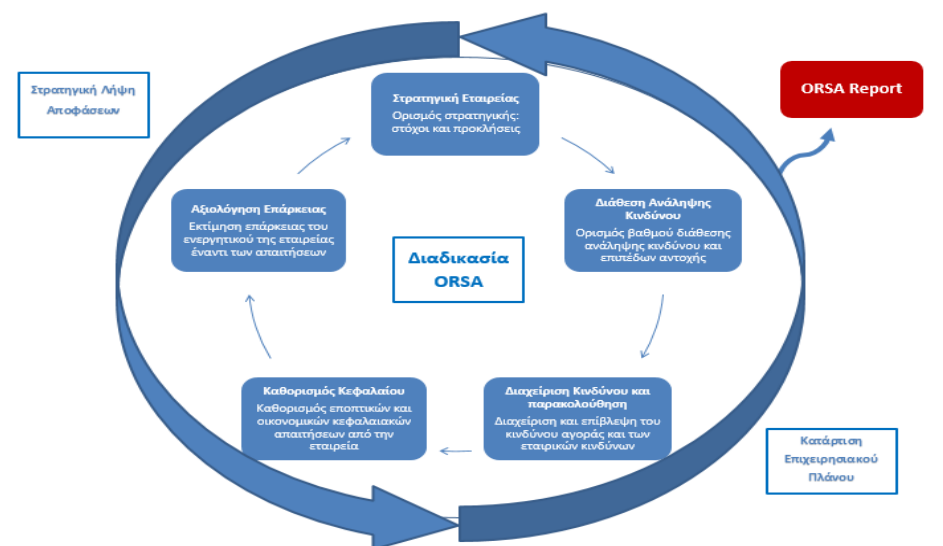 Στρατηγική Λήψη
Αποφάσεων
Στρατηγική Εταιρείας
Ορισμός στρατηγικής:
στόχοι και προκλήσεις
ORSA Report
Αξιολόγηση Επάρκειας
Εκτίμηση επάρκειας του
ενεργητικού της εταιρείας
έναντι των απαιτήσεων
Διάθεση Ανάληψης
Κινδύνου
Ορισμός βαθμού διάθεσης
ανάληψης κινδύνου και
επιπέδων αντοχής
Διαδικασία
ORSA
Καθορισμός Κεφαλαίου
Καθορισμός εποπτικών και
οικονομικών κεφαλαιακών
απαιτήσεων από την
εταιρεία
Διαχείριση Κινδύνου και
παρακολούθηση
Διαχείριση και επίβλεψη του
κινδύνου αγοράς και των
εταιρικών κινδύνων
Κατάρτιση
Επιχειρησιακού
Πλάνου